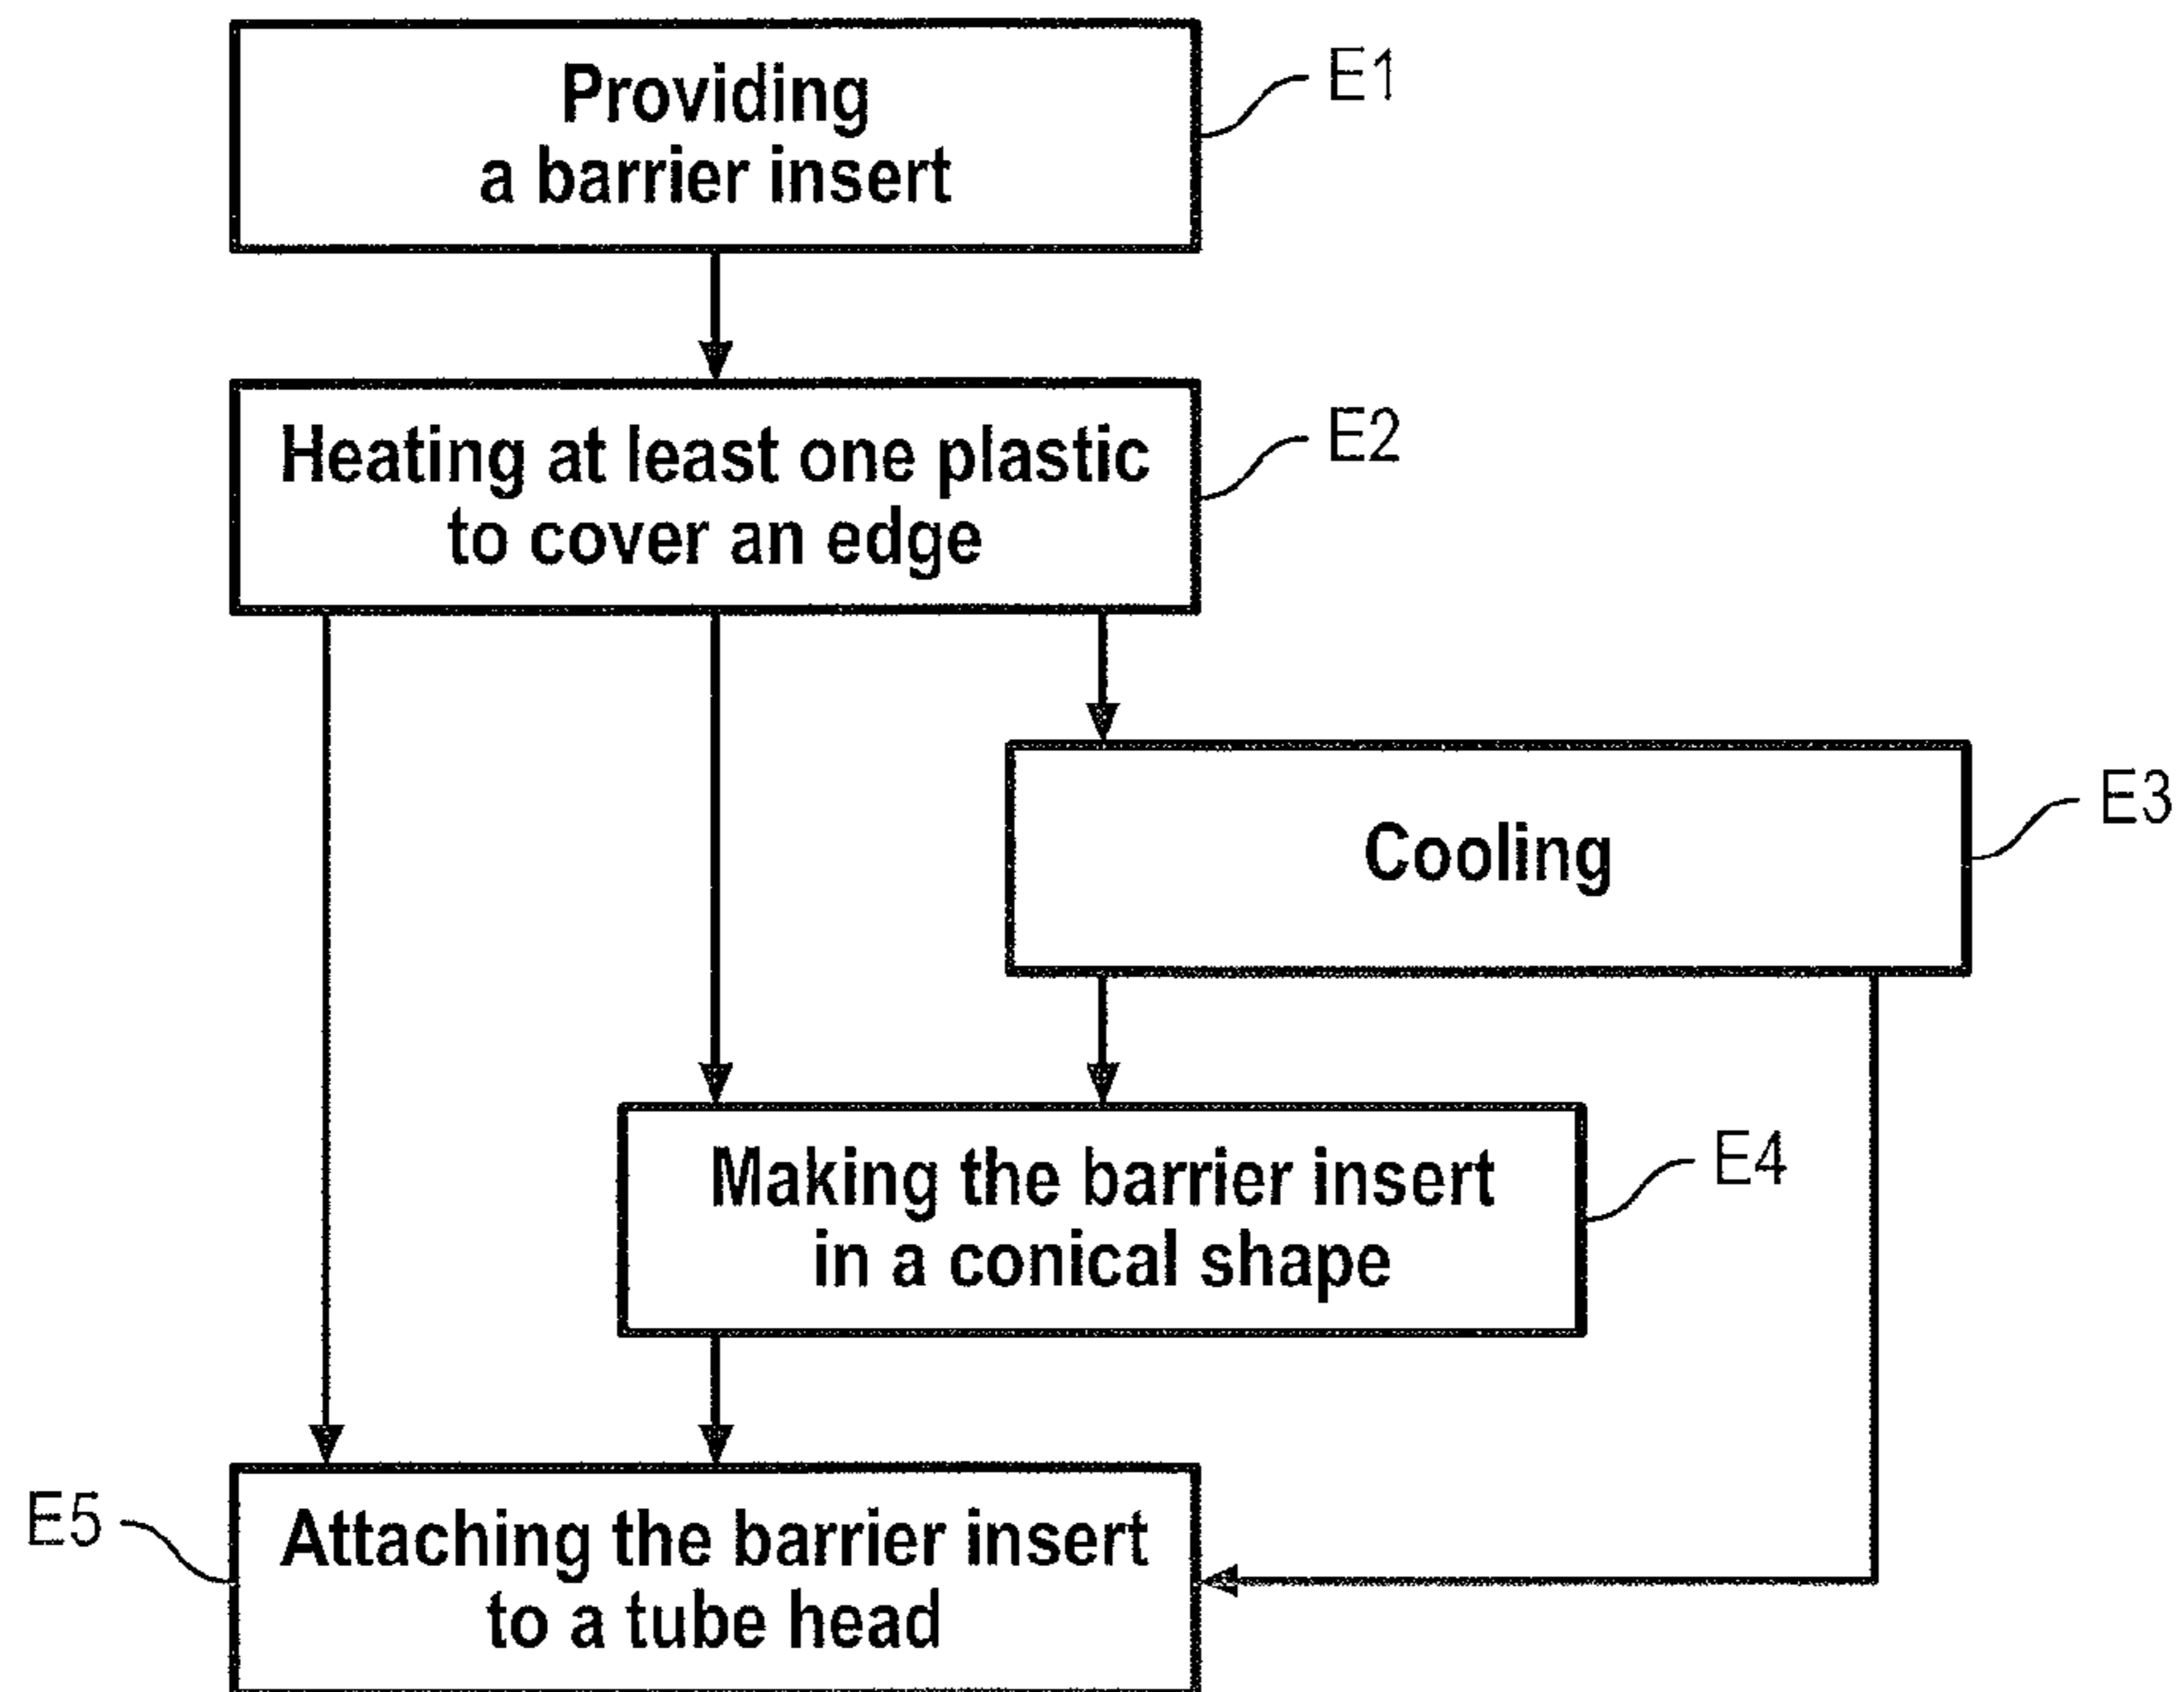 Providing
a barrier insert
E1
Heating at least one plastic
to cover an edge
E2
Cooling
E3
Making the barrier insert
in a conical shape
E4
E5
Attaching the barrier insert
to a tube head